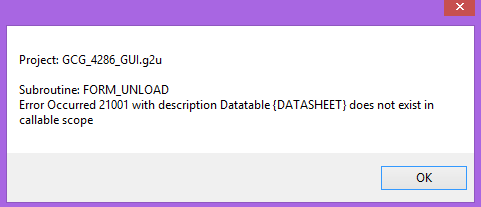 Project: GCG_4286_GUI.g2u
Subroutine: FORM_UNLOAD
Error Occurred 21001 with description Datatable {DATASHEET} does not exist in
callable scope
OK